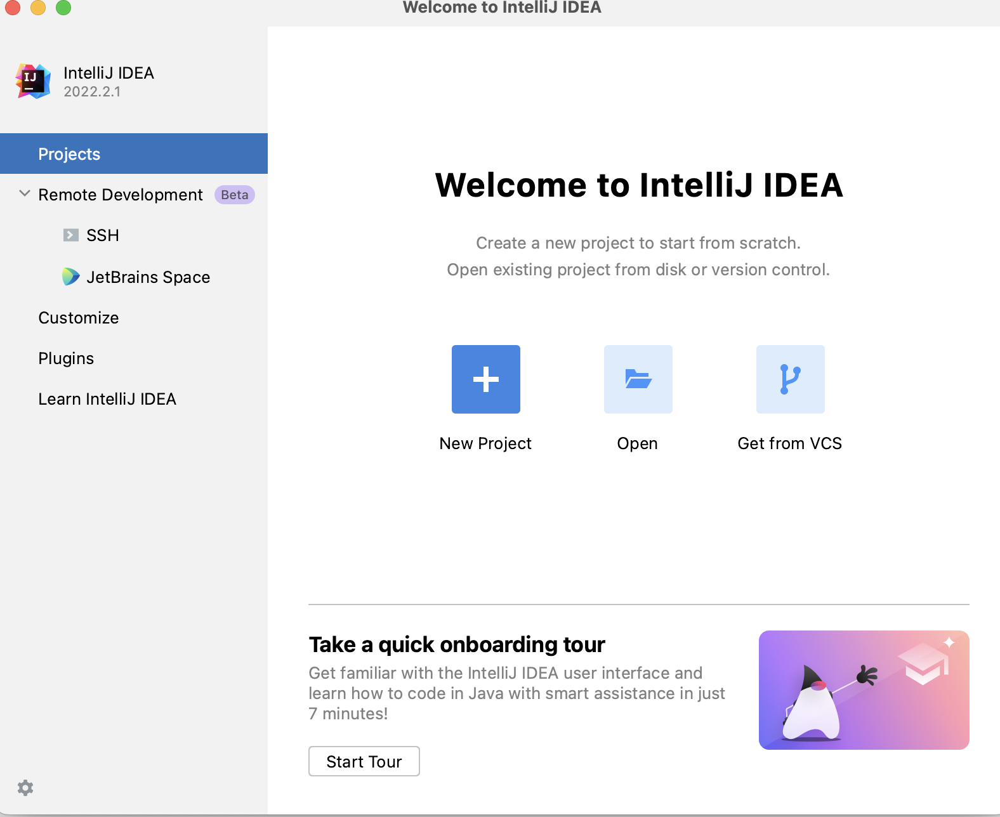 Welcome to IntelliJ IDEA
IJ
IntelliJ IDEA
2022.2.1
Projects
Remote Development Beta
SSH
JetBrains Space
Customize
Plugins
Learn IntelliJ IDEA
Welcome to IntelliJ IDEA
Create a new project to start from scratch.
Open existing project from disk or version control.
New Project Open Get from VCS
Take a quick onboarding tour
Get familiar with the IntelliJ IDEA user interface and
learn how to code in Java with smart assistance in just
7 minutes!
Start Tour